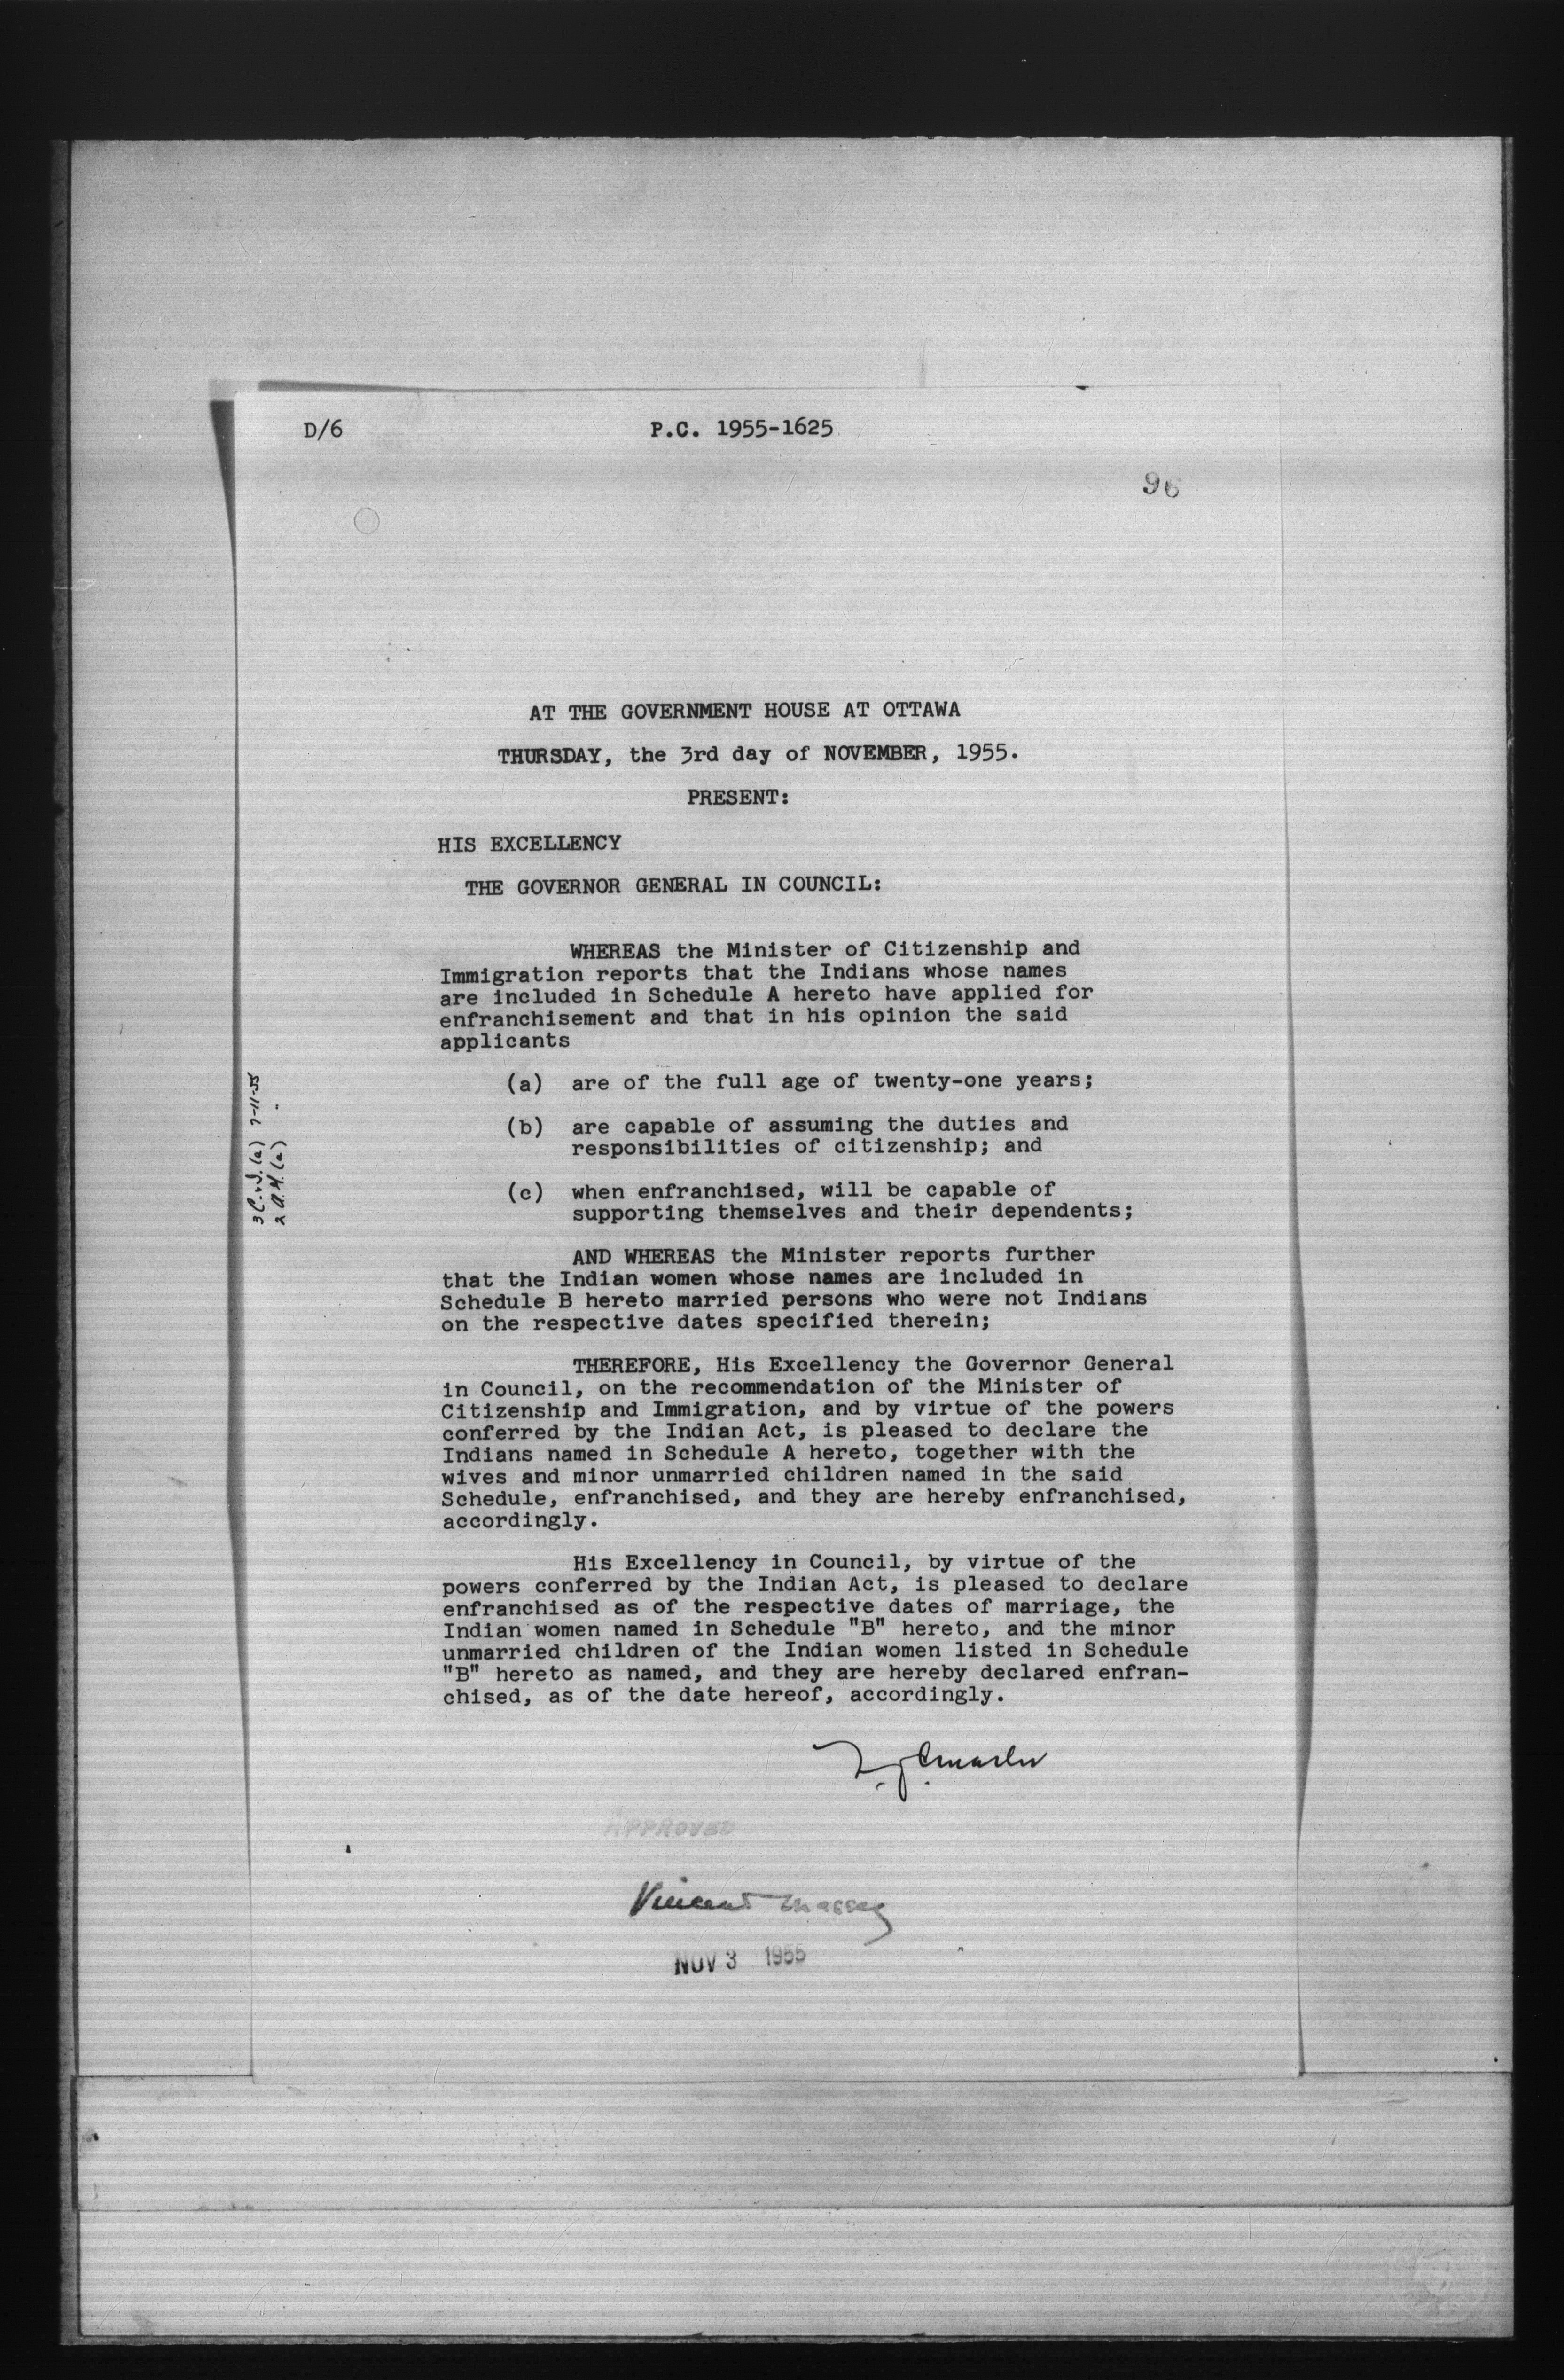 D/6
P.C. 1955-1625
96
AT THE GOVERNMENT HOUSE AT OTTAWA
THURSDAY, the 3rd day of NOVEMBER, 1955.
PRESENT:
HIS EXCELLENCY
THE GOVERNOR GENERAL IN COUNCIL:
WHEREAS the Minister of Citizenship and
Immigration reports that the Indians whose names
are included in Schedule A hereto have applied for
enfranchisement and that in his opinion the said
applicants
(a) are of the full age of twenty-one years;
(b) are capable of assuming the duties and
responsibilities of citizenship; and
(c) when enfranchised, will be capable of
supporting themselves and their dependents;
AND WHEREAS the Minister reports further
that the Indian women whose names are included in
Schedule B hereto married persons who were not Indians
on the respective dates specified therein;
THEREFORE, His Excellency the Governor General
in Council, on the recommendation of the Minister of
Citizenship and Immigration, and by virtue of the powers
conferred by the Indian Act, is pleased to declare the
Indians named in Schedule A hereto, together with the
wives and minor unmarried children named in the said
Schedule, enfranchised, and they are hereby enfranchised,
accordingly.
His Excellency in Council, by virtue of the
powers conferred by the Indian Act, is pleased to declare
enfranchised as of the respective dates of marriage, the
Indian women named in Schedule "B" hereto, and the minor
unmarried children of the Indian women listed in Schedule
"B" hereto as named, and they are hereby declared enfran-
chised, as of the date hereof, accordingly.
APPROVED
Vincent Massey
NOV 3 1955
3 C.&I. (a) 7-11-55
2 A.H. (a) "